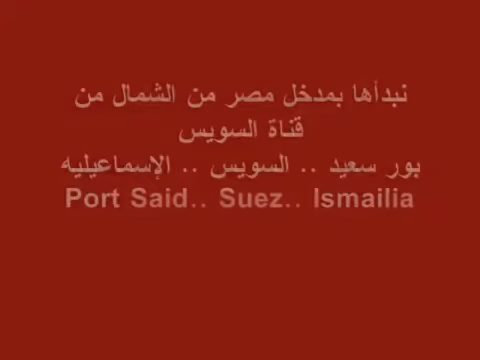 نبدأها بمدخل مصر من الشمال من
قناة السويس
بور سعيد .. السويس .. الإسماعيليه
Port Said.. Suez.. Ismailia